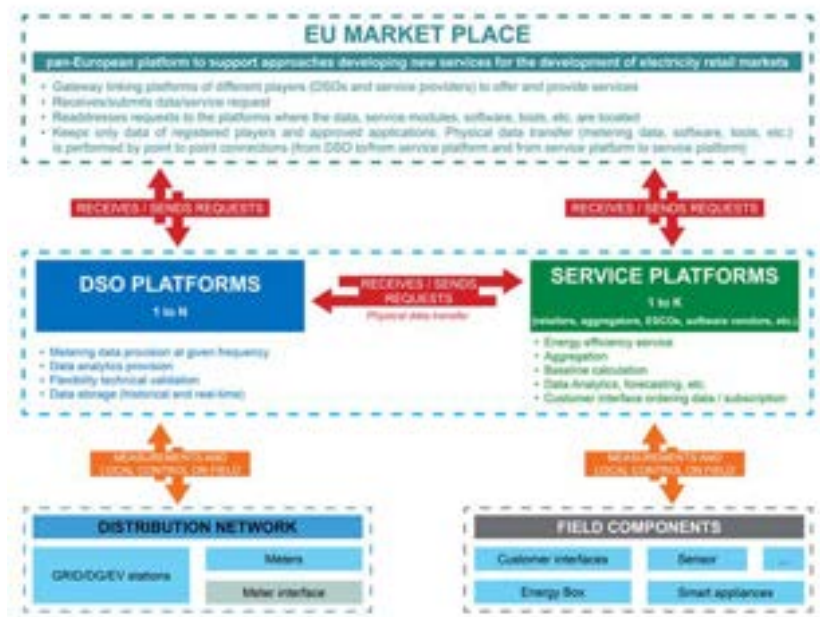 EU MARKET PLACE
pan-European platform to support approaches developing new services for the development of electricity retail markets
• Gateway linking platforms of different players (DSOs and service providers) to offer and provide services
• Receives/submits data/service request
• Readdresses requests to the platforms where the data, service modules, software, tools, etc. are located
• Keeps only data of registered players and approved applications. Physical data transfer (metering data, software, tools, etc.)
is performed by point to point connections (from DSO to/from service platform and from service platform to service platform)
RECEIVES / SENDS REQUESTS
RECEIVES / SENDS REQUESTS
DSO PLATFORMS
1 to N
RECEIVES / SENDS
REQUESTS
Physical data transfer
SERVICE PLATFORMS
1 to K
(retailers, aggregators, ESCOs, software vendors, etc.)
• Metering data provision at given frequency
• Data analytics provision
• Flexibility technical validation
• Data storage (historical and real-time)
• Energy efficiency service
• Aggregation
• Baseline calculation
• Data Analytics, forecasting, etc.
• Customer interface ordering data / subscription
MEASUREMENTS AND
LOCAL CONTROL ON FIELD
MEASUREMENTS AND
LOCAL CONTROL ON FIELD
DISTRIBUTION NETWORK
GRID/DG/EV stations
Meters
Meter interface
FIELD COMPONENTS
Customer interfaces
Sensor
...
Energy Box
Smart appliances